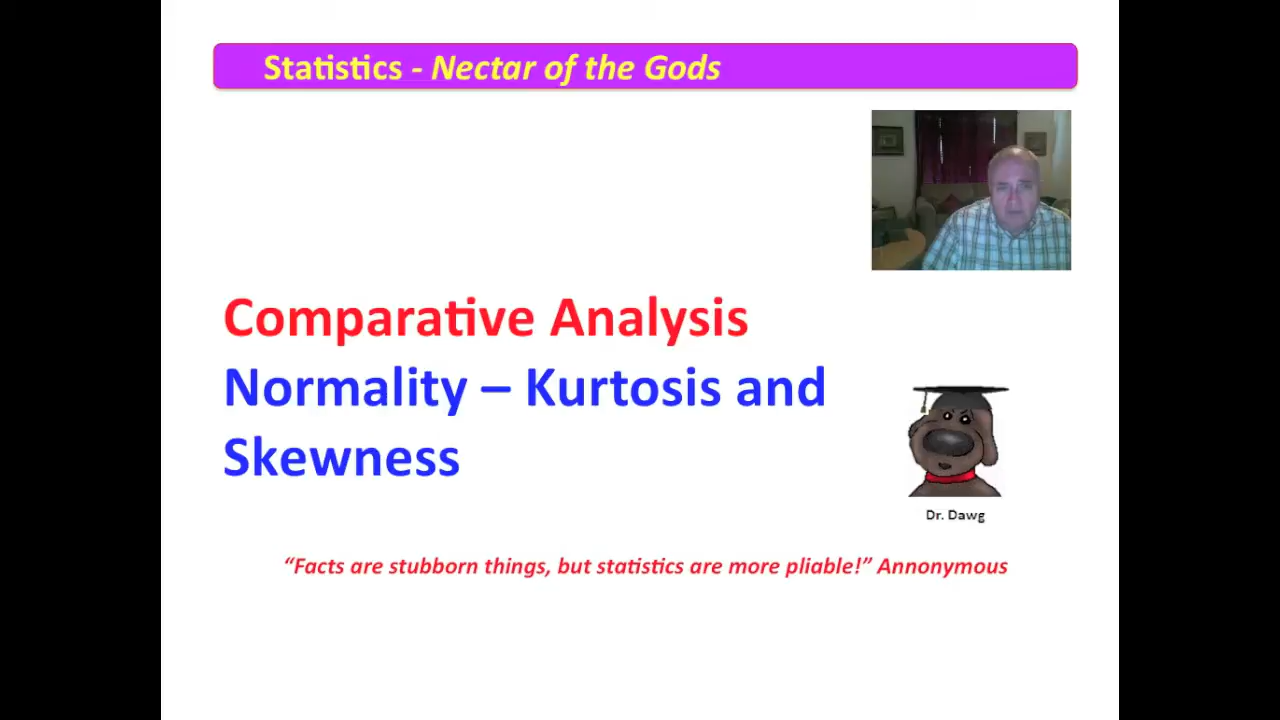 Statistics - Nectar of the Gods
Comparative Analysis
Normality – Kurtosis and
Skewness
Dr. Dawg
“Facts are stubborn things, but statistics are more pliable!” Annonymous